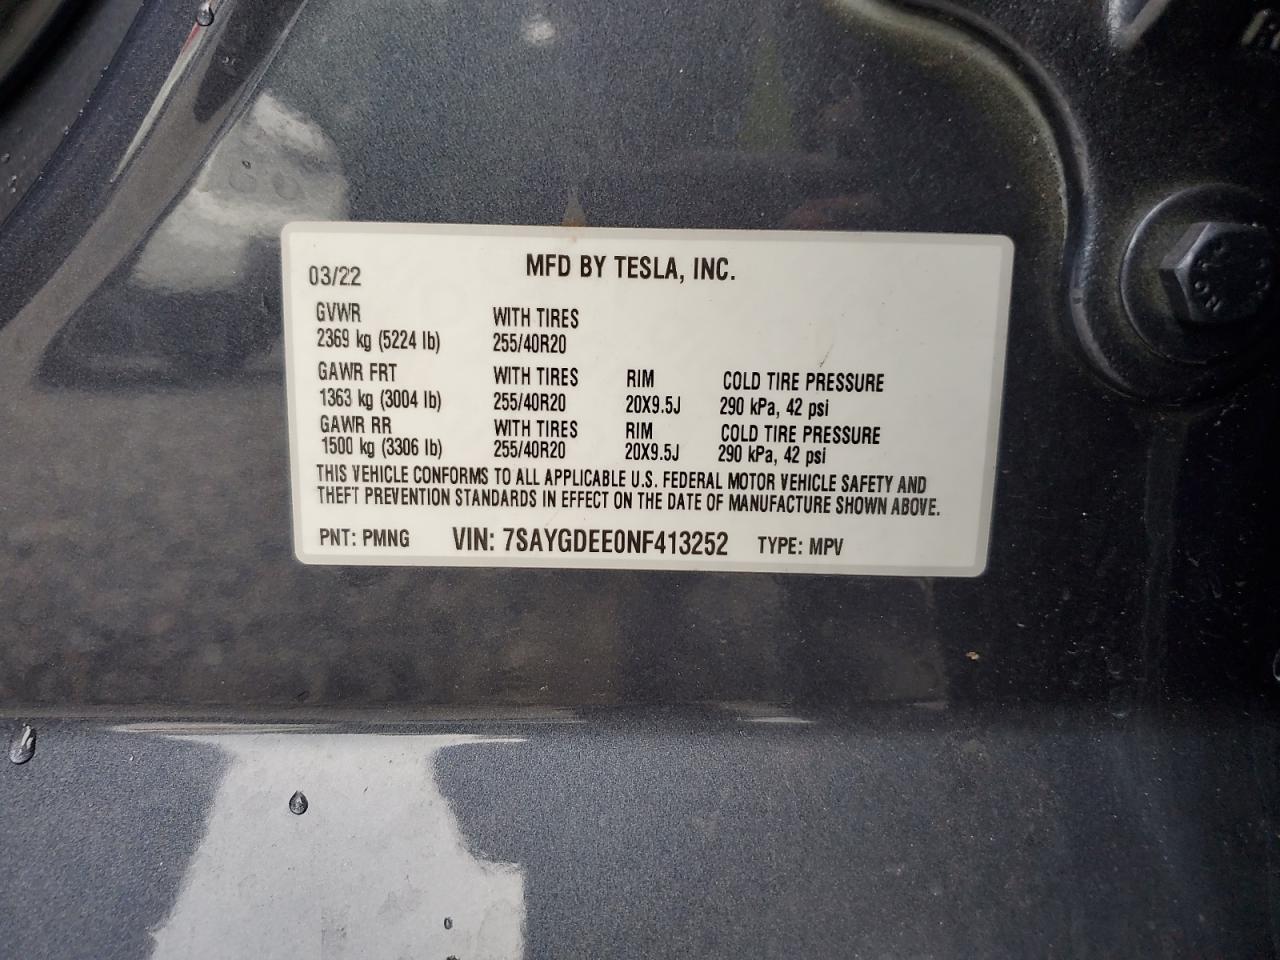 MFD BY TESLA, INC.
03/22
GVWR WITH TIRES
2369 kg (5224 lb) 255/40R20
GAWR FRT WITH TIRES RIM COLD TIRE PRESSURE
1363 kg (3004 lb) 255/40R20 20X9.5J 290 kPa, 42 psi
GAWR RR WITH TIRES RIM COLD TIRE PRESSURE
1500 kg (3306 lb) 255/40R20 20X9.5J 290 kPa, 42 psi
THIS VEHICLE CONFORMS TO ALL APPLICABLE U.S. FEDERAL MOTOR VEHICLE SAFETY AND
THEFT PREVENTION STANDARDS IN EFFECT ON THE DATE OF MANUFACTURE SHOWN ABOVE.
PNT: PMNG VIN: 7SAYGDEE0NF413252 TYPE: MPV